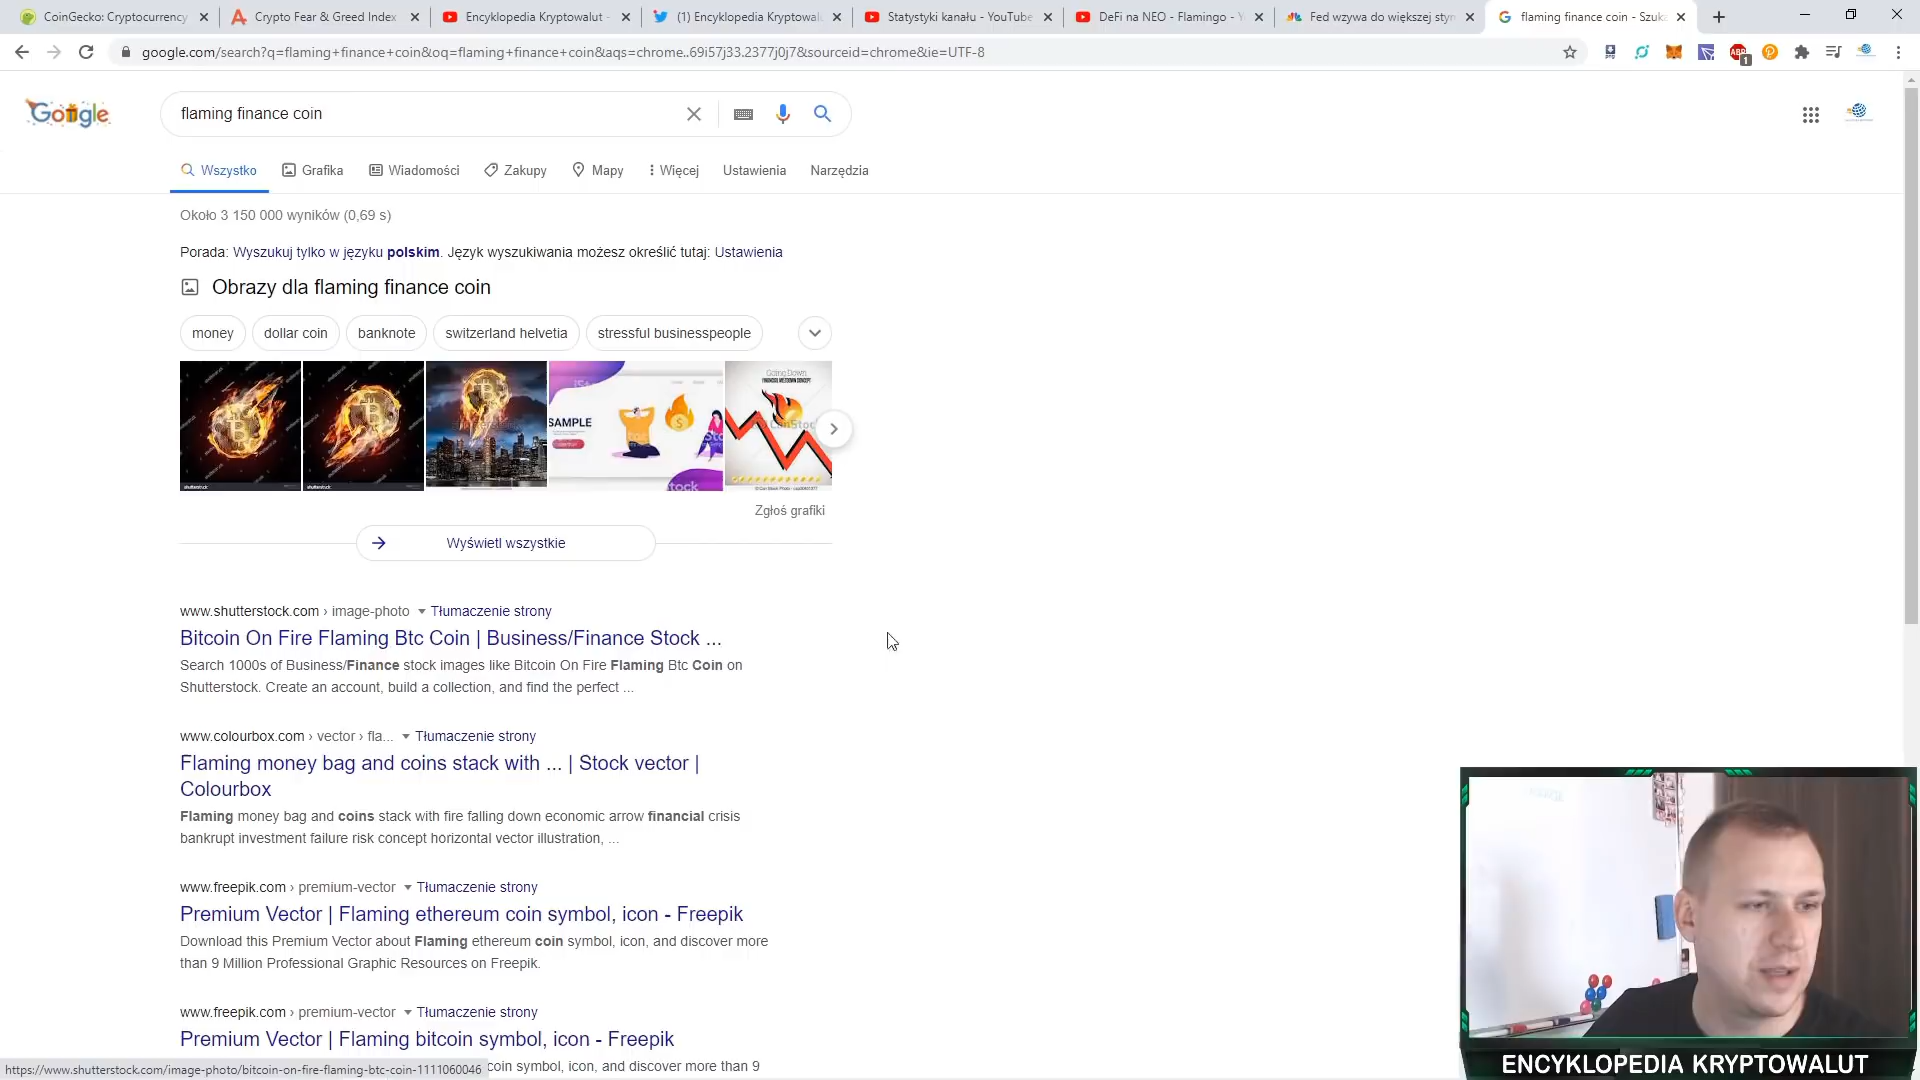 CoinGecko: Cryptocurrency
Crypto Fear & Greed Index
Encyklopedia Kryptowalut -
(1) Encyklopedia Kryptowalu
Statystyki kanału - YouTube
DeFi na NEO - Flamingo - Y
Fed wzywa do większej stym
flaming finance coin - Szuka
google.com/search?q=flaming+finance+coin&oq=flaming+finance+coin&aqs=chrome..69i57j33.2377j0j7&sourceid=chrome&ie=UTF-8
ABP
1
Google
flaming finance coin
Wszystko
Grafika
Wiadomości
Zakupy
Mapy
Więcej
Ustawienia
Narzędzia
Około 3 150 000 wyników (0,69 s)
Porada: Wyszukuj tylko w języku polskim. Język wyszukiwania możesz określić tutaj: Ustawienia
Obrazy dla flaming finance coin
money
dollar coin
banknote
switzerland helvetia
stressful businesspeople
SAMPLE
Going Down
shutterstock
shutterstock
Zgłoś grafiki
Wyświetl wszystkie
www.shutterstock.com › image-photo ▾ Tłumaczenie strony
Bitcoin On Fire Flaming Btc Coin | Business/Finance Stock ...
Search 1000s of Business/Finance stock images like Bitcoin On Fire Flaming Btc Coin on
Shutterstock. Create an account, build a collection, and find the perfect ...
www.colourbox.com › vector › fla... ▾ Tłumaczenie strony
Flaming money bag and coins stack with ... | Stock vector |
Colourbox
Flaming money bag and coins stack with fire falling down economic arrow financial crisis
bankrupt investment failure risk concept horizontal vector illustration, ...
www.freepik.com › premium-vector ▾ Tłumaczenie strony
Premium Vector | Flaming ethereum coin symbol, icon - Freepik
Download this Premium Vector about Flaming ethereum coin symbol, icon, and discover more
than 9 Million Professional Graphic Resources on Freepik.
www.freepik.com › premium-vector ▾ Tłumaczenie strony
Premium Vector | Flaming bitcoin symbol, icon - Freepik
coin symbol, icon, and discover more than 9
https://www.shutterstock.com/image-photo/bitcoin-on-fire-flaming-btc-coin-1111060046
ENCYKLOPEDIA KRYPTOWALUT